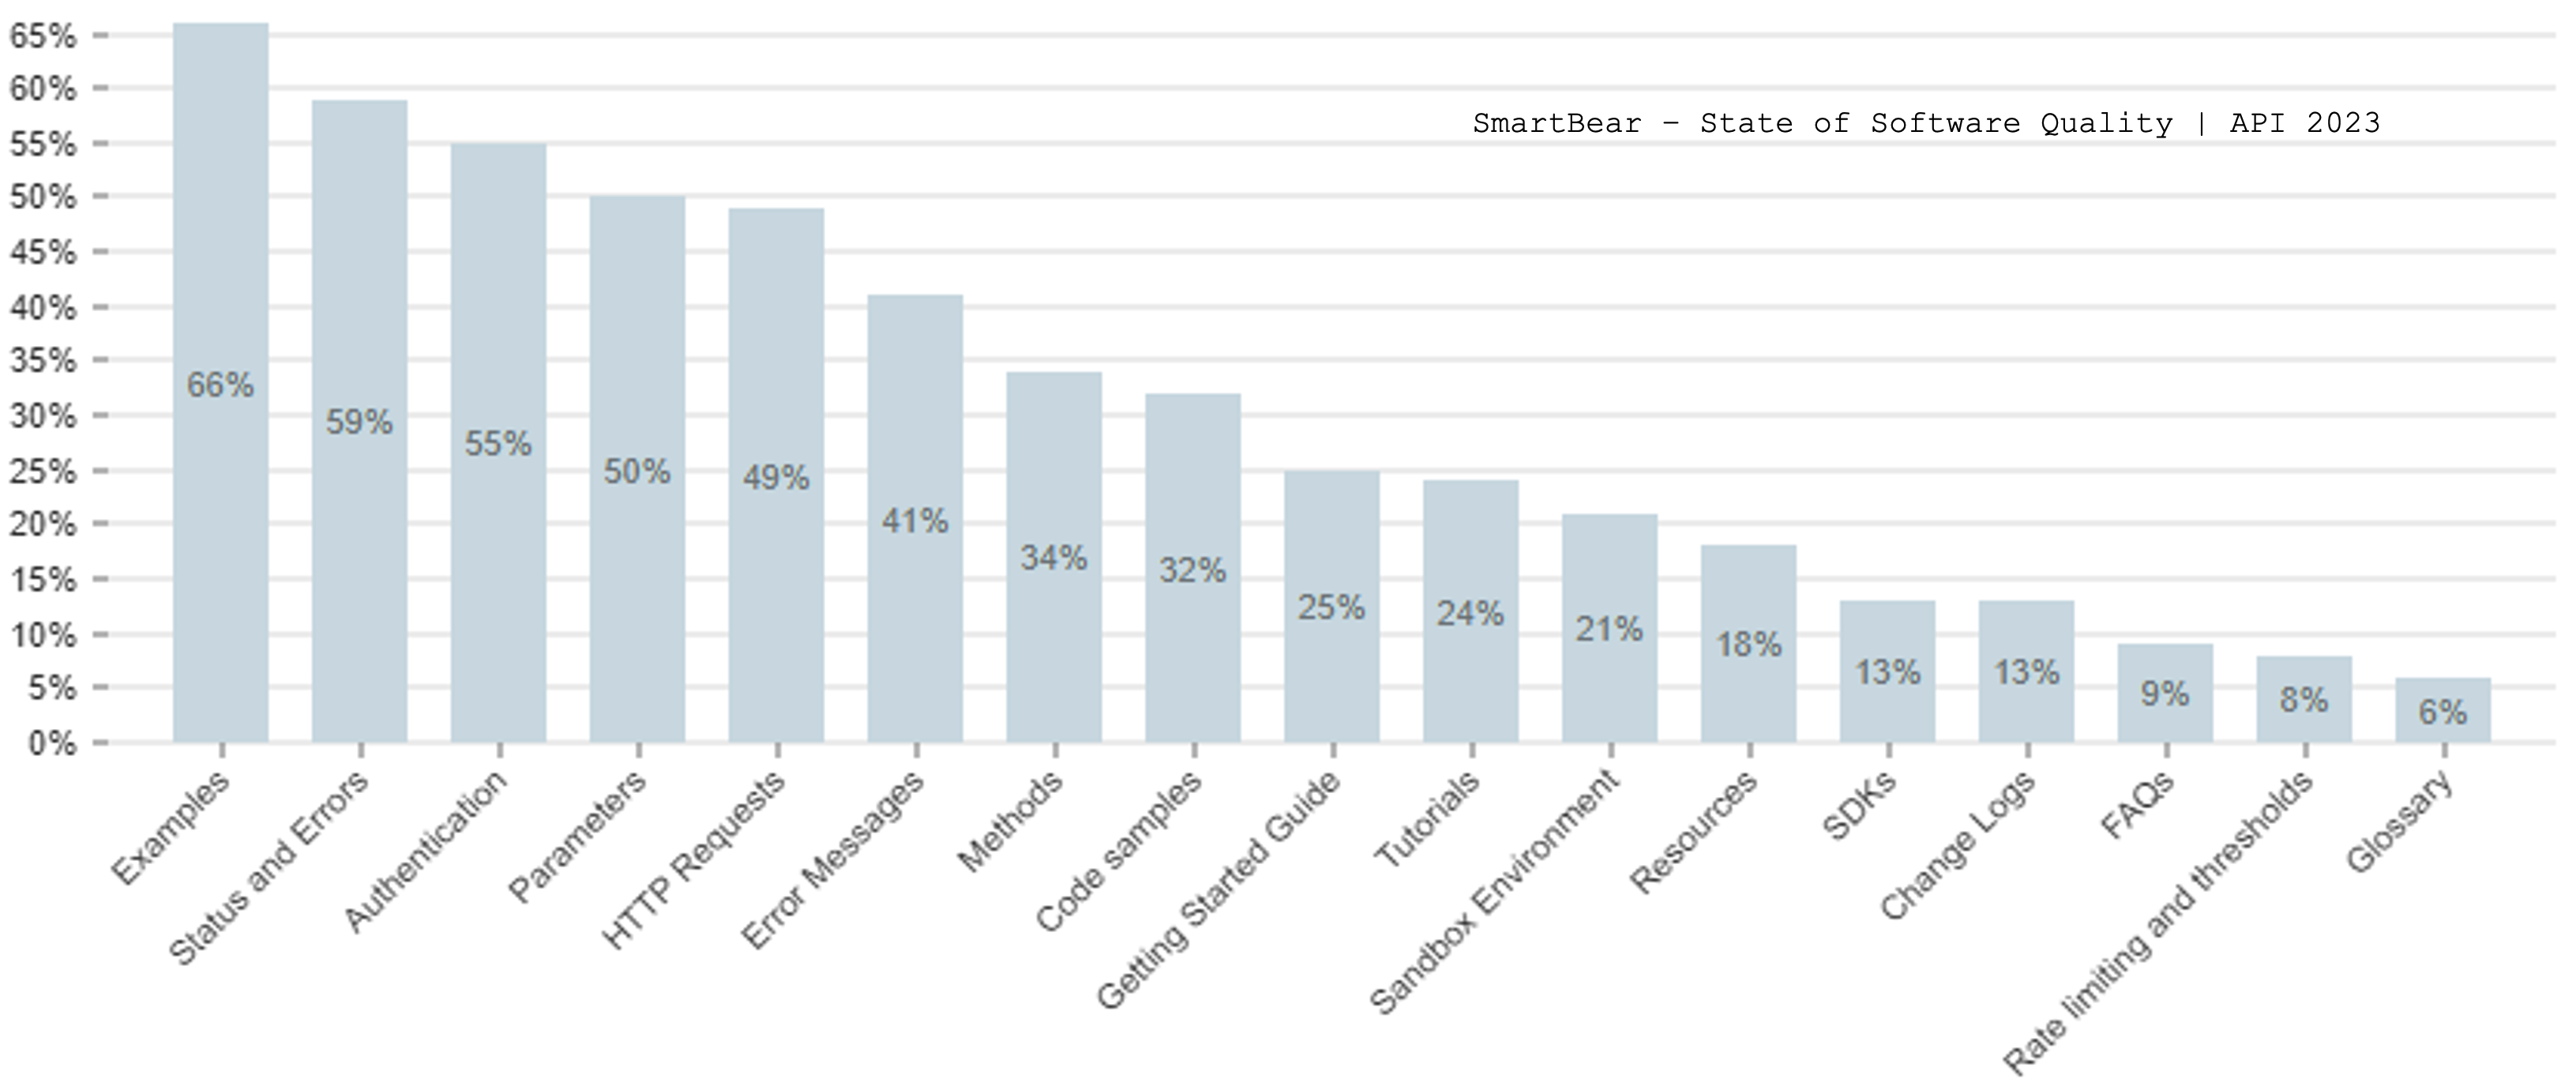 65%
60%
55%
50%
45%
40%
35%
30%
25%
20%
15%
10%
5%
0%
SmartBear – State of Software Quality | API 2023
66%
59%
55%
50%
49%
41%
34%
32%
25%
24%
21%
18%
13%
13%
9%
8%
6%
Examples
Status and Errors
Authentication
Parameters
HTTP Requests
Error Messages
Methods
Code samples
Getting Started Guide
Tutorials
Sandbox Environment
Resources
SDKs
Change Logs
FAQs
Rate limiting and thresholds
Glossary